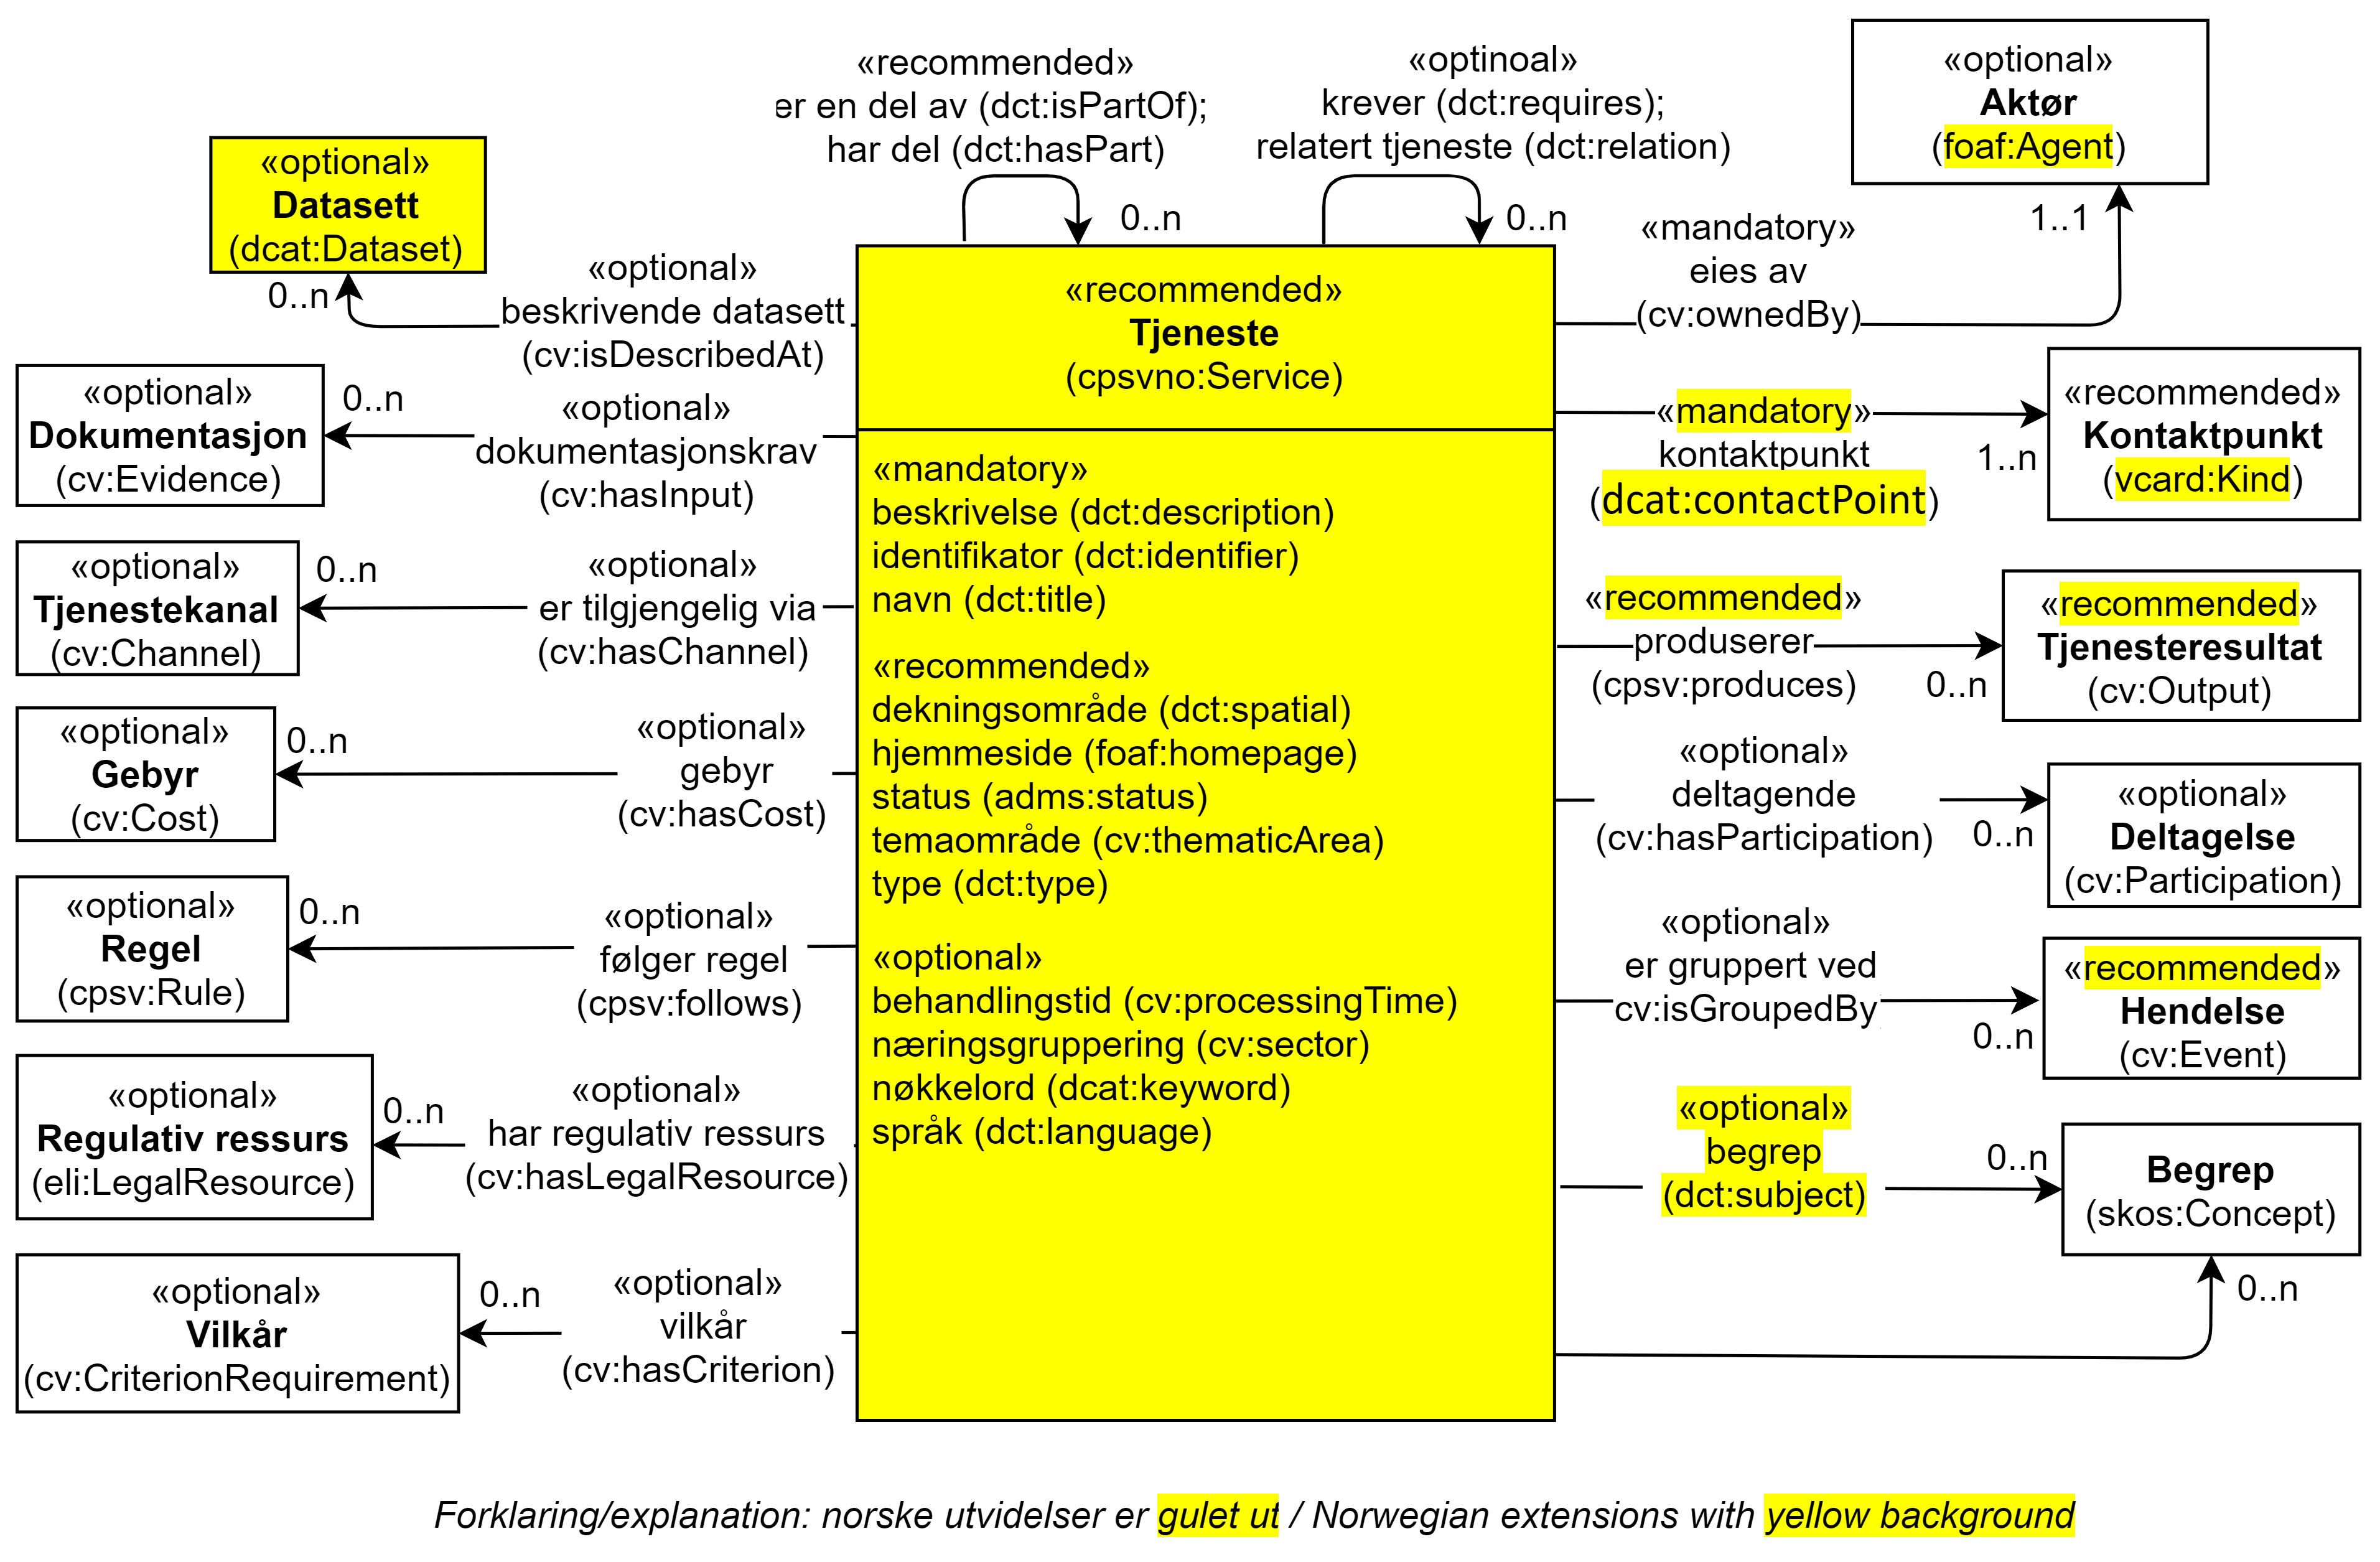 «recommended»
er en del av (dct:isPartOf);
har del (dct:hasPart)
0..n
«optinoal»
krever (dct:requires);
relatert tjeneste (dct:relation)
0..n
«optional»
Aktør
(foaf:Agent)
1..1
«mandatory»
eies av
(cv:ownedBy)
«optional»
Datasett
(dcat:Dataset)
0..n
«optional»
beskrivende datasett
(cv:isDescribedAt)
«optional»
Dokumentasjon
(cv:Evidence)
0..n
«optional»
dokumentasjonskrav
(cv:hasInput)
«optional»
Tjenestekanal
(cv:Channel)
0..n
«optional»
er tilgjengelig via
(cv:hasChannel)
«optional»
Gebyr
(cv:Cost)
0..n
«optional»
gebyr
(cv:hasCost)
«optional»
Regel
(cpsv:Rule)
0..n
«optional»
følger regel
(cpsv:follows)
«optional»
Regulativ ressurs
(eli:LegalResource)
0..n
«optional»
har regulativ ressurs
(cv:hasLegalResource)
«optional»
Vilkår
(cv:CriterionRequirement)
0..n
«optional»
vilkår
(cv:hasCriterion)
«recommended»
Tjeneste
(cpsvno:Service)
«mandatory»
beskrivelse (dct:description)
identifikator (dct:identifier)
navn (dct:title)
«recommended»
dekningsområde (dct:spatial)
hjemmeside (foaf:homepage)
status (adms:status)
temaområde (cv:thematicArea)
type (dct:type)
«optional»
behandlingstid (cv:processingTime)
næringsgruppering (cv:sector)
nøkkelord (dcat:keyword)
språk (dct:language)
«mandatory»
kontaktpunkt
(dcat:contactPoint)
1..n
«recommended»
Kontaktpunkt
(vcard:Kind)
«recommended»
produserer
(cpsv:produces)
0..n
«recommended»
Tjenesteresultat
(cv:Output)
«optional»
deltagende
(cv:hasParticipation)
0..n
«optional»
Deltagelse
(cv:Participation)
«optional»
er gruppert ved
cv:isGroupedBy
0..n
«recommended»
Hendelse
(cv:Event)
«optional»
begrep
(dct:subject)
0..n
Begrep
(skos:Concept)
0..n
Forklaring/explanation: norske utvidelser er gulet ut / Norwegian extensions with yellow background